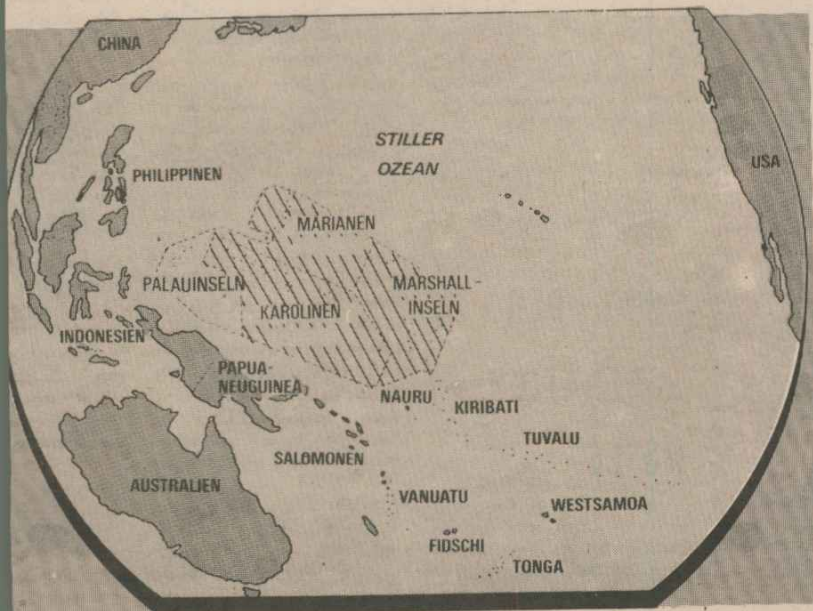 CHINA
STILLER
OZEAN
USA
PHILIPPINEN
MARIANEN
PALAUINSELN
MARSHALL-
INSELN
KAROLINEN
INDONESIEN
PAPUA-
NEUGUINEA
NAURU
KIRIBATI
TUVALU
SALOMONEN
AUSTRALIEN
VANUATU
WESTSAMOA
FIDSCHI
TONGA